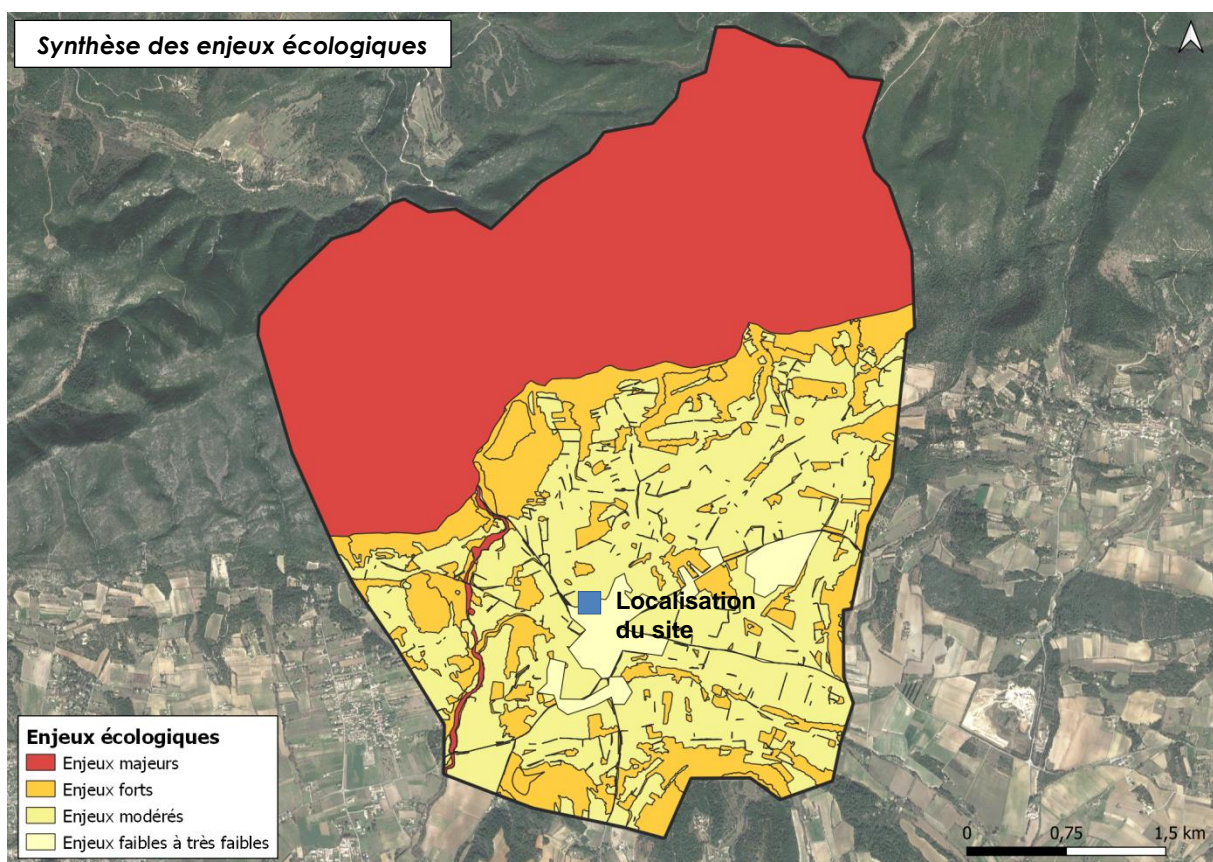 Synthèse des enjeux écologiques
Localisation
du site
Enjeux écologiques
Enjeux majeurs
Enjeux forts
Enjeux modérés
Enjeux faibles à très faibles
0 0,75 1,5 km